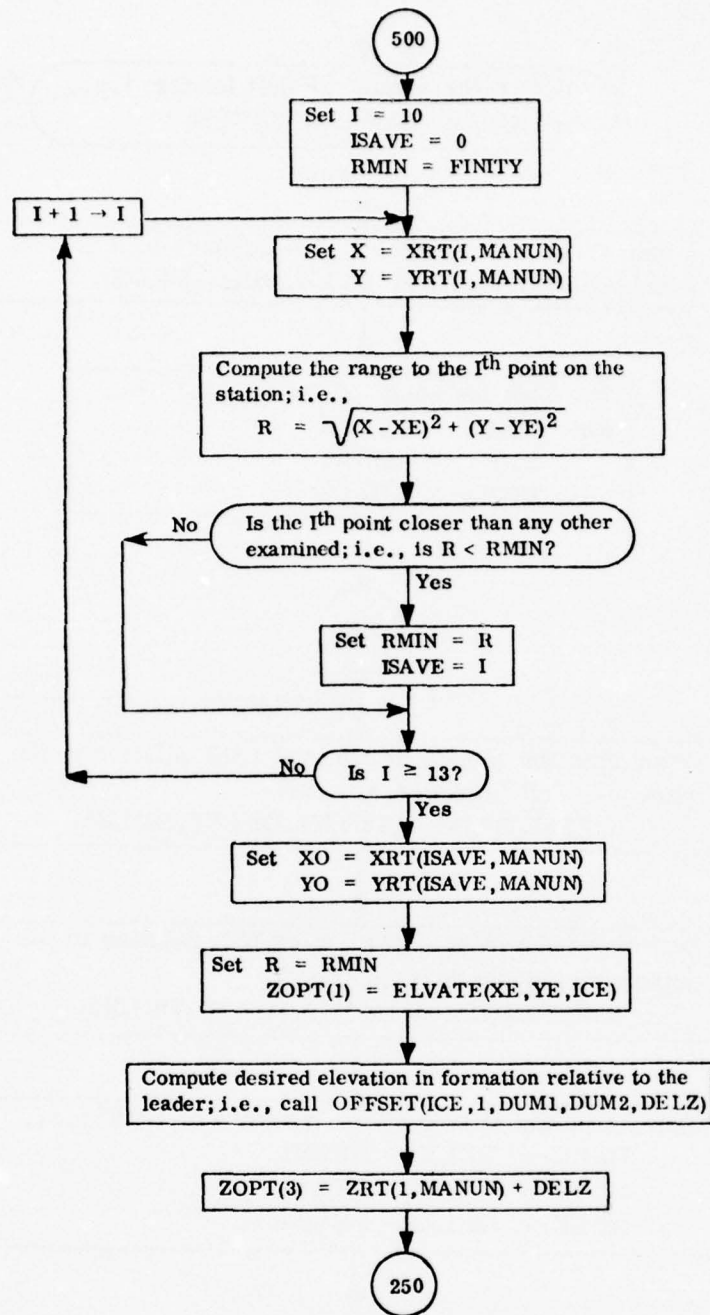 500
Set I = 10
ISAVE = 0
RMIN = FINITY
I + 1 → I
Set X = XRT(I,MANUN)
Y = YRT(I,MANUN)
Compute the range to the Ith point on the
station; i.e.,
R = √(X - XE)2 + (Y - YE)2
No
Is the Ith point closer than any other
examined; i.e., is R < RMIN?
Yes
Set RMIN = R
ISAVE = I
No
Is I ≥ 13?
Yes
Set XO = XRT(ISAVE,MANUN)
YO = YRT(ISAVE,MANUN)
Set R = RMIN
ZOPT(1) = ELVATE(XE,YE,ICE)
Compute desired elevation in formation relative to the
leader; i.e., call OFFSET(ICE,1,DUM1,DUM2,DELZ)
ZOPT(3) = ZRT(1,MANUN) + DELZ
250